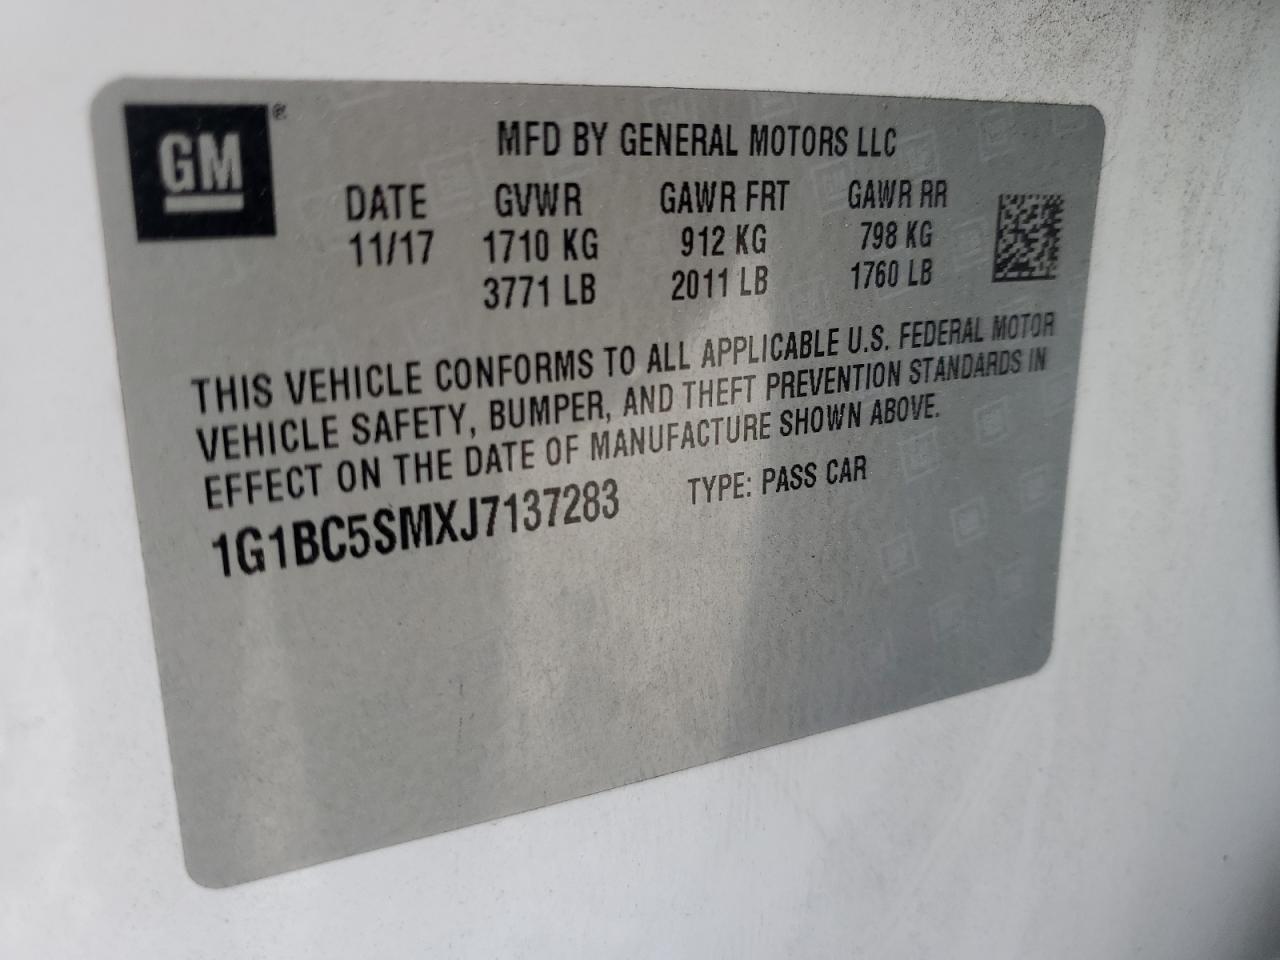 GM®
MFD BY GENERAL MOTORS LLC
DATE GVWR GAWR FRT GAWR RR
11/17 1710 KG 912 KG 798 KG
3771 LB 2011 LB 1760 LB
THIS VEHICLE CONFORMS TO ALL APPLICABLE U.S. FEDERAL MOTOR
VEHICLE SAFETY, BUMPER, AND THEFT PREVENTION STANDARDS IN
EFFECT ON THE DATE OF MANUFACTURE SHOWN ABOVE.
1G1BC5SMXJ7137283 TYPE: PASS CAR